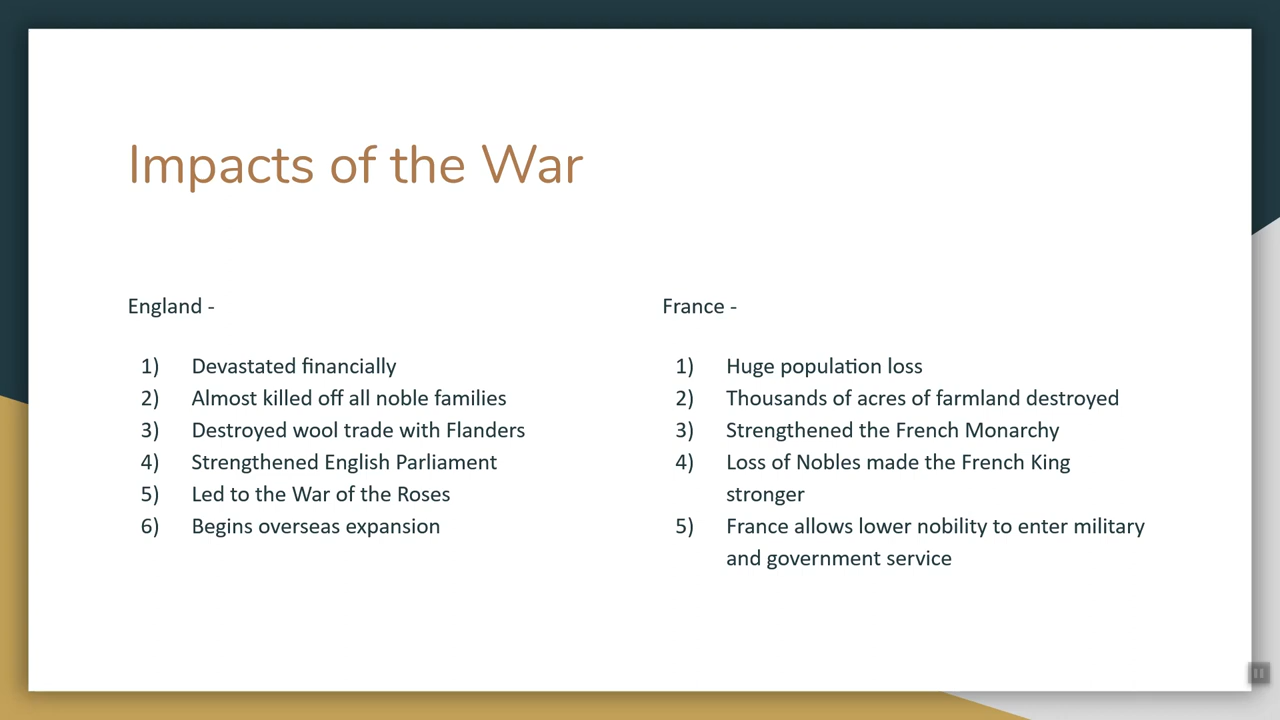 Impacts of the War
England -
1) Devastated financially
2) Almost killed off all noble families
3) Destroyed wool trade with Flanders
4) Strengthened English Parliament
5) Led to the War of the Roses
6) Begins overseas expansion
France -
1) Huge population loss
2) Thousands of acres of farmland destroyed
3) Strengthened the French Monarchy
4) Loss of Nobles made the French King
stronger
5) France allows lower nobility to enter military
and government service